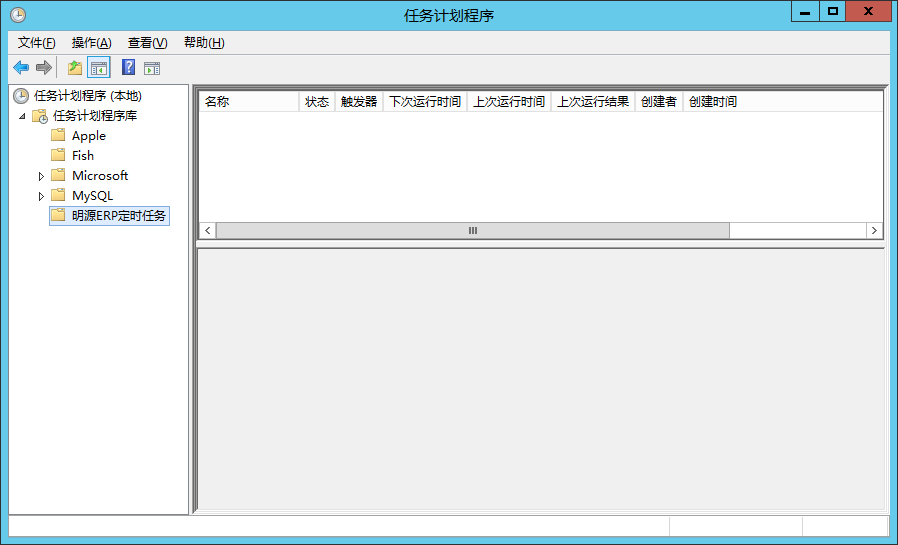 任务计划程序
文件(F) 操作(A) 查看(V) 帮助(H)
任务计划程序 (本地)
任务计划程序库
Apple
Fish
Microsoft
MySQL
明源ERP定时任务
名称 状态 触发器 下次运行时间 上次运行时间 上次运行结果 创建者 创建时间